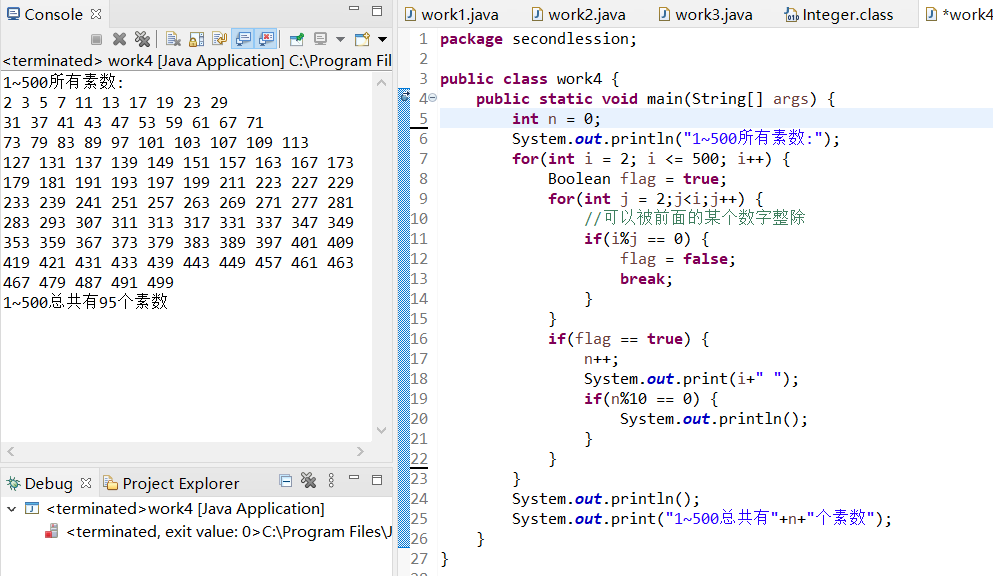 Console
<terminated> work4 [Java Application] C:\Program Fil
1~500所有素数:
2 3 5 7 11 13 17 19 23 29
31 37 41 43 47 53 59 61 67 71
73 79 83 89 97 101 103 107 109 113
127 131 137 139 149 151 157 163 167 173
179 181 191 193 197 199 211 223 227 229
233 239 241 251 257 263 269 271 277 281
283 293 307 311 313 317 331 337 347 349
353 359 367 373 379 383 389 397 401 409
419 421 431 433 439 443 449 457 461 463
467 479 487 491 499
1~500总共有95个素数
Debug Project Explorer
<terminated>work4 [Java Application]
<terminated, exit value: 0>C:\Program Files\J
work1.java work2.java work3.java Integer.class *work4
1 package secondlession;
2
3 public class work4 {
4 public static void main(String[] args) {
5 int n = 0;
6 System.out.println("1~500所有素数:");
7 for(int i = 2; i <= 500; i++) {
8 Boolean flag = true;
9 for(int j = 2;j<i;j++) {
10 //可以被前面的某个数字整除
11 if(i%j == 0) {
12 flag = false;
13 break;
14 }
15 }
16 if(flag == true) {
17 n++;
18 System.out.print(i+" ");
19 if(n%10 == 0) {
20 System.out.println();
21 }
22 }
23 }
24 System.out.println();
25 System.out.print("1~500总共有"+n+"个素数");
26 }
27 }